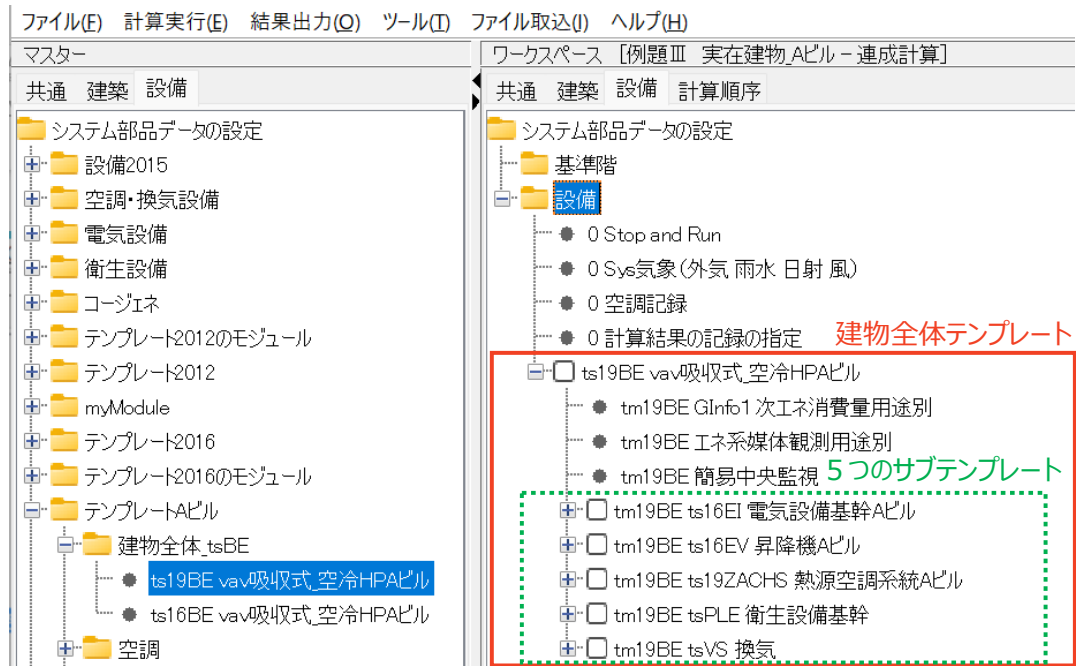 ファイル(F) 計算実行(E) 結果出力(O) ツール(T) ファイル取込(I) ヘルプ(H)
マスター
共通 建築 設備
システム部品データの設定
設備2015
空調・換気設備
電気設備
衛生設備
コージェネ
テンプレート2012のモジュール
テンプレート2012
myModule
テンプレート2016
テンプレート2016のモジュール
テンプレートAビル
建物全体_tsBE
ts19BE vav吸収式_空冷HPAビル
ts16BE vav吸収式_空冷HPAビル
空調
ワークスペース [例題Ⅲ 実在建物_Aビル－連成計算]
共通 建築 設備 計算順序
システム部品データの設定
基準階
設備
0 Stop and Run
0 Sys気象(外気 雨水 日射 風)
0 空調記録
0 計算結果の記録の指定
建物全体テンプレート
ts19BE vav吸収式_空冷HPAビル
tm19BE GInfo1次エネ消費量用途別
tm19BE エネ系媒体観測用途別
tm19BE 簡易中央監視
５つのサブテンプレート
tm19BE ts16EI 電気設備基幹Aビル
tm19BE ts16EV 昇降機Aビル
tm19BE ts19ZACHS 熱源空調系統Aビル
tm19BE tsPLE 衛生設備基幹
tm19BE tsVS 換気